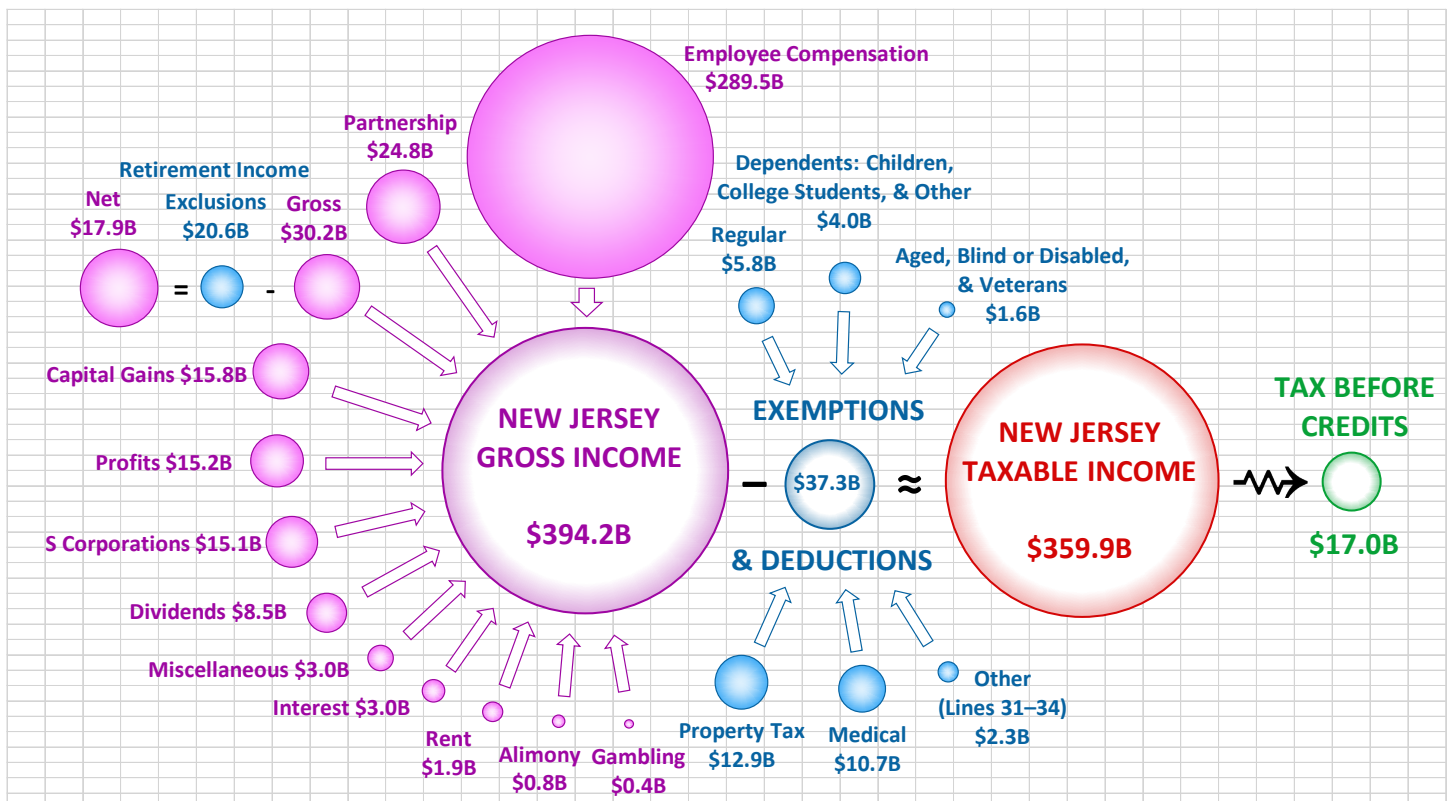 Employee Compensation
$289.5B
Partnership
$24.8B
Retirement Income
Net
$17.9B
Exclusions
$20.6B
Gross
$30.2B
=
-
Capital Gains $15.8B
Profits $15.2B
S Corporations $15.1B
Dividends $8.5B
Miscellaneous $3.0B
Interest $3.0B
Rent
$1.9B
Alimony
$0.8B
Gambling
$0.4B
NEW JERSEY
GROSS INCOME
$394.2B
–
Dependents: Children,
College Students, & Other
$4.0B
Regular
$5.8B
Aged, Blind or Disabled,
& Veterans
$1.6B
EXEMPTIONS
$37.3B
& DEDUCTIONS
Property Tax
$12.9B
Medical
$10.7B
Other
(Lines 31–34)
$2.3B
≈
NEW JERSEY
TAXABLE INCOME
$359.9B
TAX BEFORE
CREDITS
$17.0B